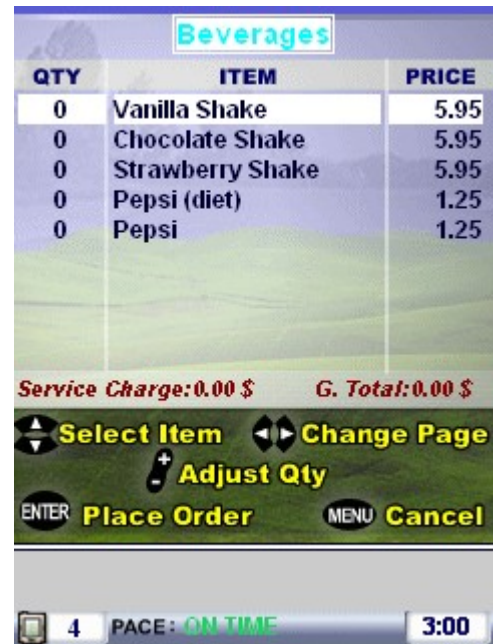 Beverages
QTY ITEM PRICE
0 Vanilla Shake 5.95
0 Chocolate Shake 5.95
0 Strawberry Shake 5.95
0 Pepsi (diet) 1.25
0 Pepsi 1.25
Service Charge:0.00 $ G. Total:0.00 $
Select Item Change Page
+ - Adjust Qty
ENTER Place Order MENU Cancel
4 PACE: ON TIME 3:00